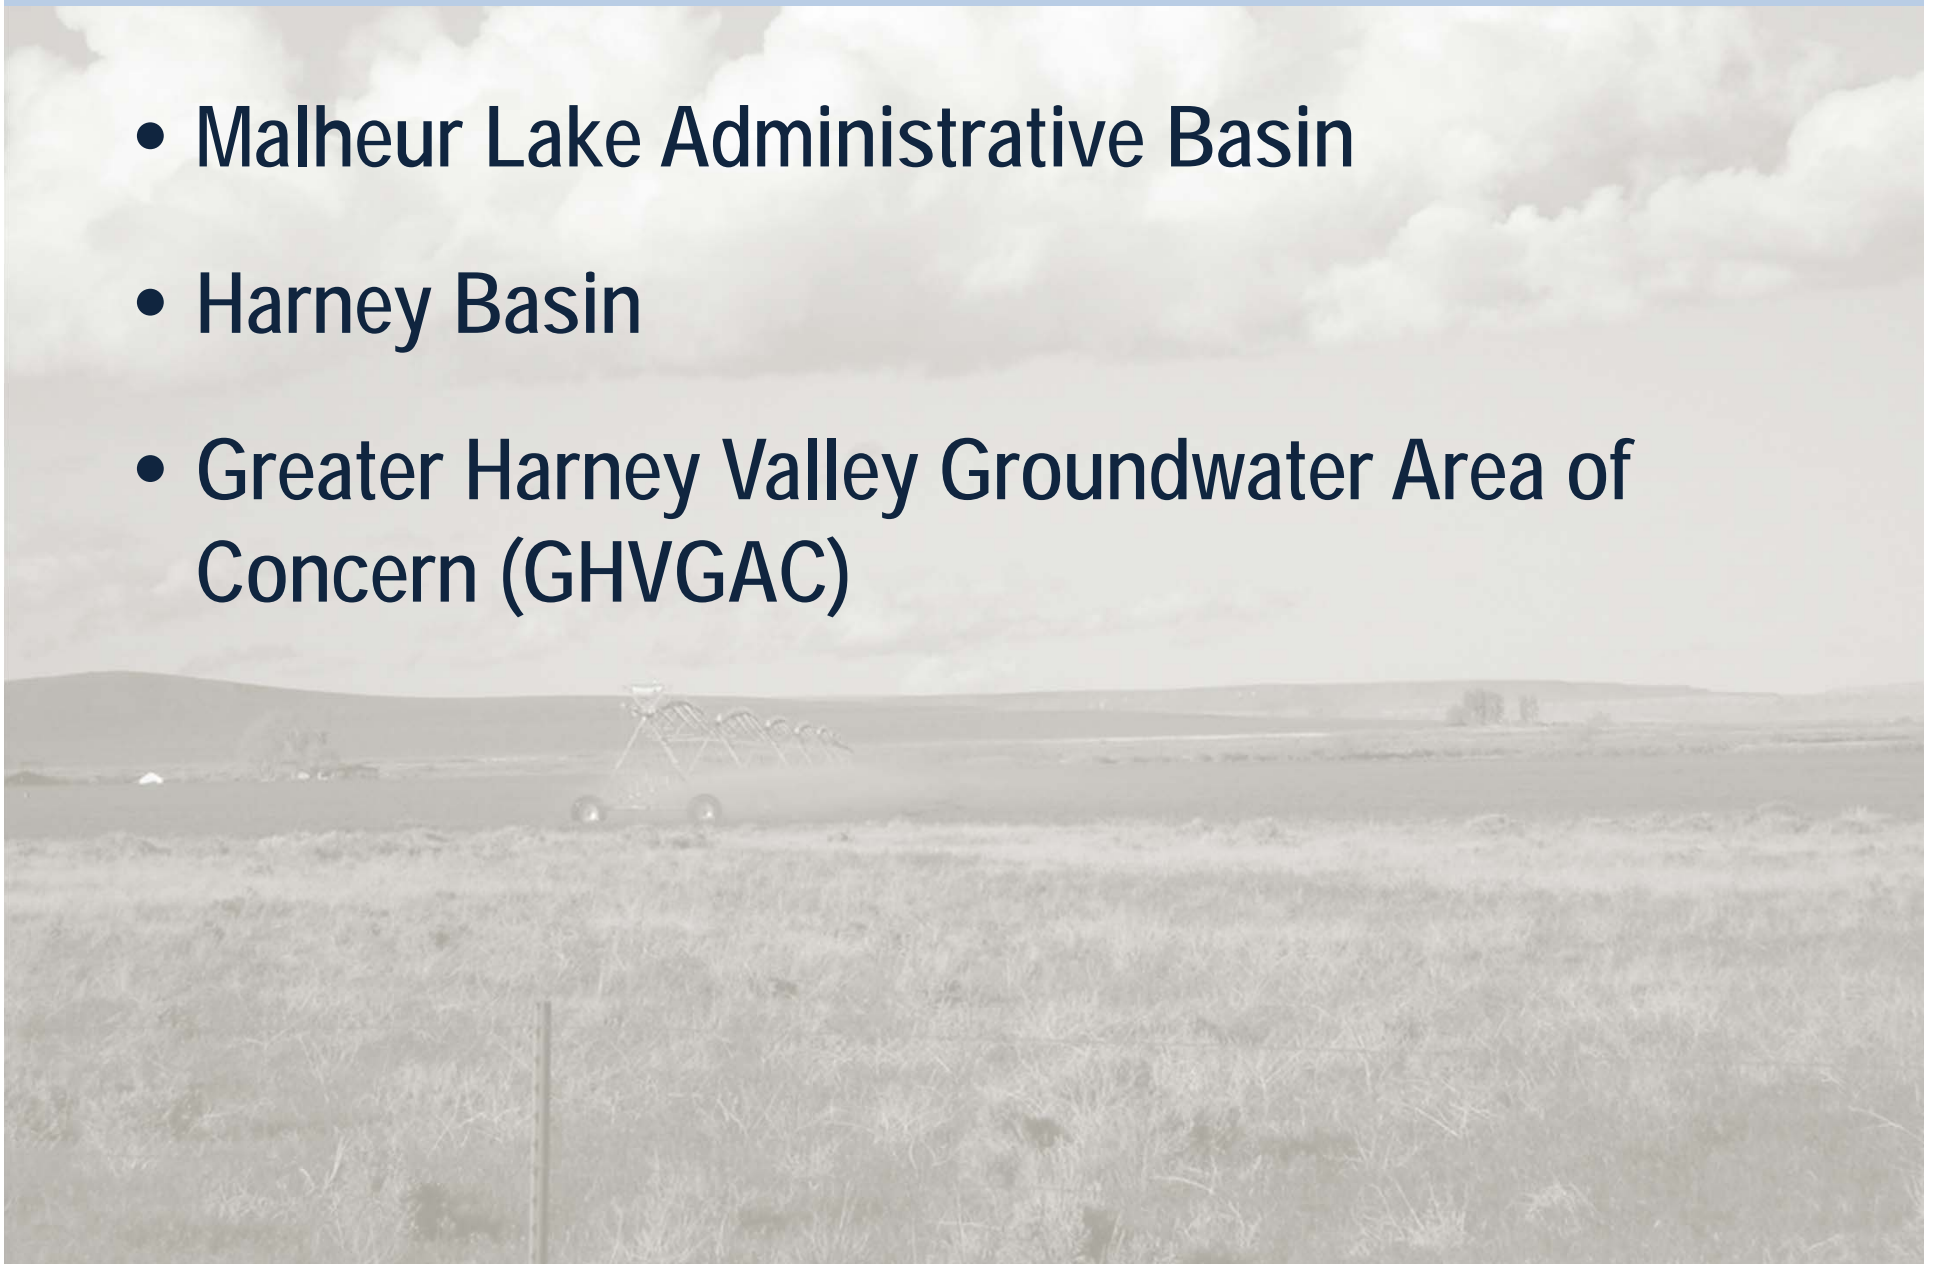 • Malheur Lake Administrative Basin
• Harney Basin
• Greater Harney Valley Groundwater Area of
Concern (GHVGAC)